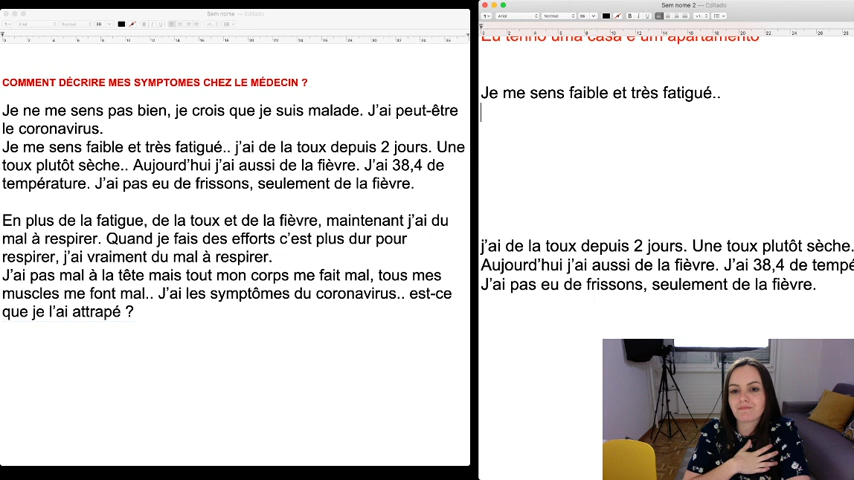 Sem nome — Editado
COMMENT DÉCRIRE MES SYMPTOMES CHEZ LE MÉDECIN ?
Je ne me sens pas bien, je crois que je suis malade. J'ai peut-être
le coronavirus.
Je me sens faible et très fatigué.. j'ai de la toux depuis 2 jours. Une
toux plutôt sèche.. Aujourd'hui j'ai aussi de la fièvre. J'ai 38,4 de
température. J'ai pas eu de frissons, seulement de la fièvre.
En plus de la fatigue, de la toux et de la fièvre, maintenant j'ai du
mal à respirer. Quand je fais des efforts c'est plus dur pour
respirer, j'ai vraiment du mal à respirer.
J'ai pas mal à la tête mais tout mon corps me fait mal, tous mes
muscles me font mal.. J'ai les symptômes du coronavirus.. est-ce
que je l'ai attrapé ?
Sem nome 2 — Editado
Eu tenho uma casa e um apartamento
Je me sens faible et très fatigué..
j'ai de la toux depuis 2 jours. Une toux plutôt sèche.
Aujourd'hui j'ai aussi de la fièvre. J'ai 38,4 de tempé
J'ai pas eu de frissons, seulement de la fièvre.